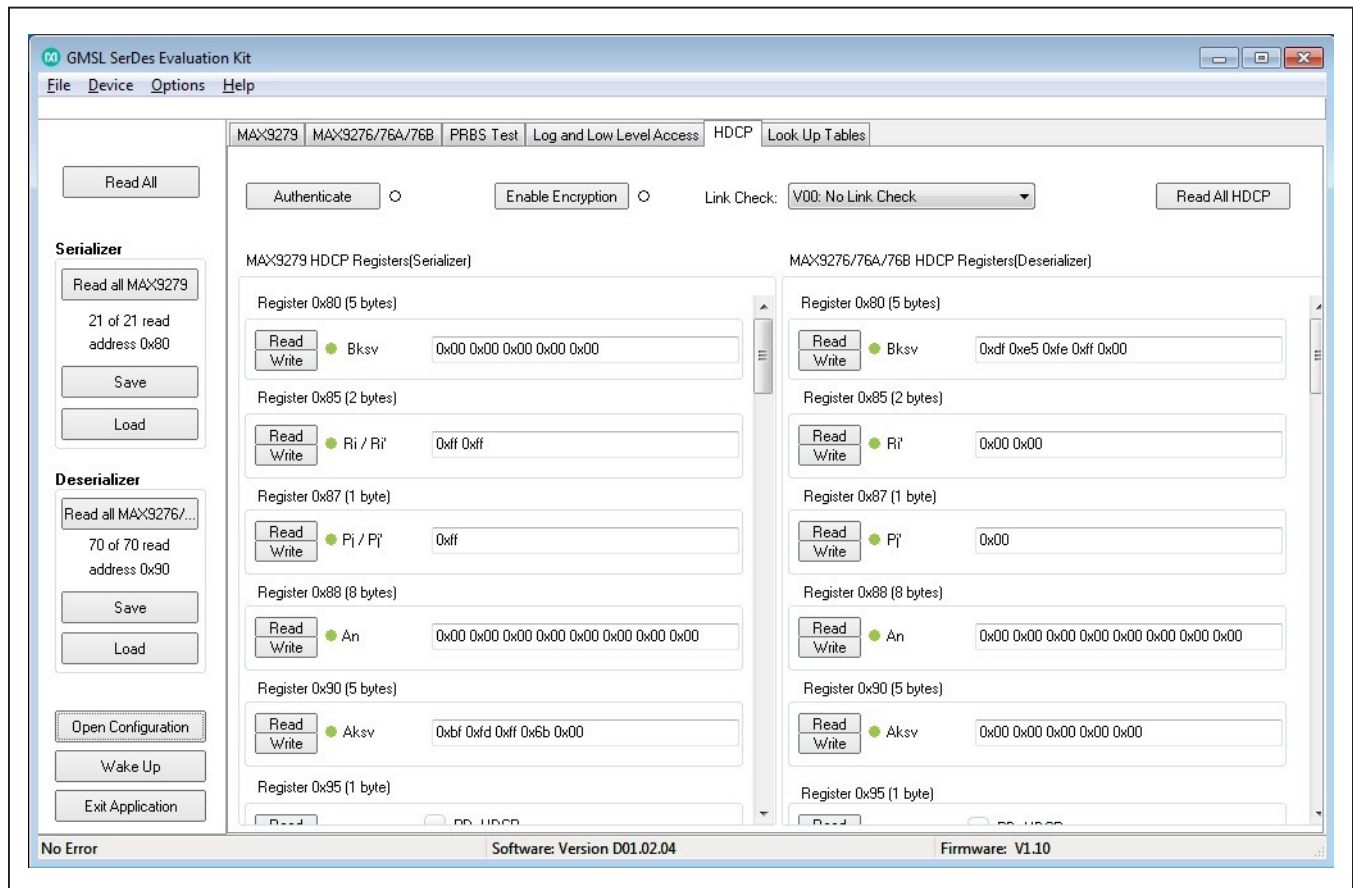 GMSL SerDes Evaluation Kit
File Device Options Help
MAX9279 MAX9276/76A/76B PRBS Test Log and Low Level Access HDCP Look Up Tables
Read All
Authenticate Enable Encryption Link Check: V00: No Link Check Read All HDCP
Serializer
Read all MAX9279
21 of 21 read
address 0x80
Save
Load
Deserializer
Read all MAX9276/...
70 of 70 read
address 0x90
Save
Load
Open Configuration
Wake Up
Exit Application
MAX9279 HDCP Registers(Serializer)
Register 0x80 (5 bytes)
Read
Write
Bksv 0x00 0x00 0x00 0x00 0x00
Register 0x85 (2 bytes)
Read
Write
Ri / Ri' 0xff 0xff
Register 0x87 (1 byte)
Read
Write
Pj / Pj' 0xff
Register 0x88 (8 bytes)
Read
Write
An 0x00 0x00 0x00 0x00 0x00 0x00 0x00 0x00
Register 0x90 (5 bytes)
Read
Write
Aksv 0xbf 0xfd 0xff 0x6b 0x00
Register 0x95 (1 byte)
MAX9276/76A/76B HDCP Registers(Deserializer)
Register 0x80 (5 bytes)
Read
Write
Bksv 0xdf 0xe5 0xfe 0xff 0x00
Register 0x85 (2 bytes)
Read
Write
Ri' 0x00 0x00
Register 0x87 (1 byte)
Read
Write
Pj' 0x00
Register 0x88 (8 bytes)
Read
Write
An 0x00 0x00 0x00 0x00 0x00 0x00 0x00 0x00
Register 0x90 (5 bytes)
Read
Write
Aksv 0x00 0x00 0x00 0x00 0x00
Register 0x95 (1 byte)
No Error Software: Version D01.02.04 Firmware: V1.10